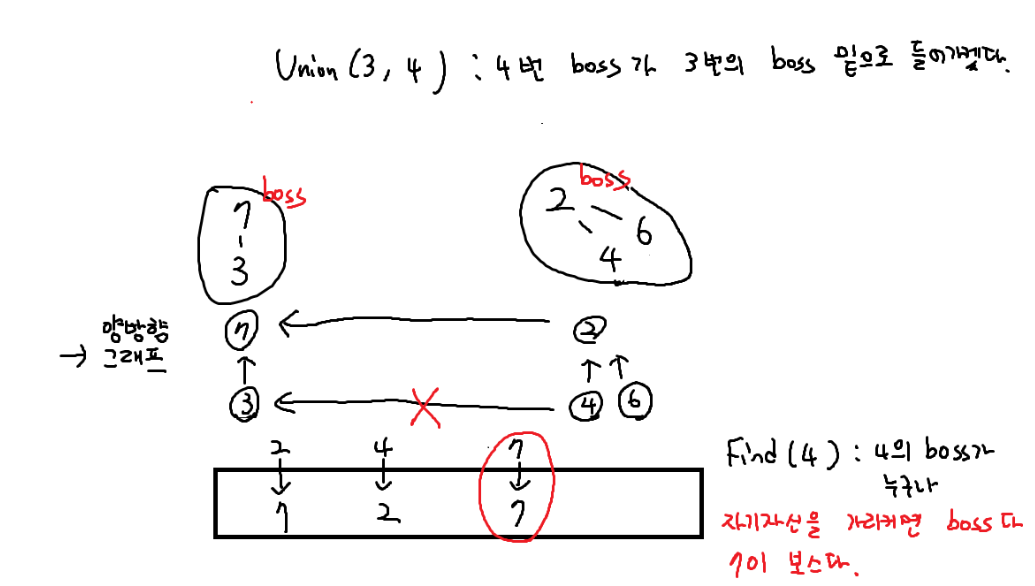 Union(3, 4) : 4번 boss가 3번의 boss 밑으로 들어가겠다.
boss
7
3
boss
2
6
4
양방향
→ 그래프
7
2
3
4
6
2 4 7
7 2 7
Find(4) : 4의 boss가
누구냐
자기자신을 가리키면 boss다
7이 보스다.